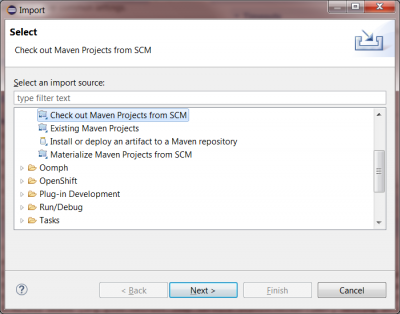 Import
Select
Check out Maven Projects from SCM
Select an import source:
type filter text
Check out Maven Projects from SCM
Existing Maven Projects
Install or deploy an artifact to a Maven repository
Materialize Maven Projects from SCM
Oomph
OpenShift
Plug-in Development
Run/Debug
Tasks
? < Back Next > Finish Cancel